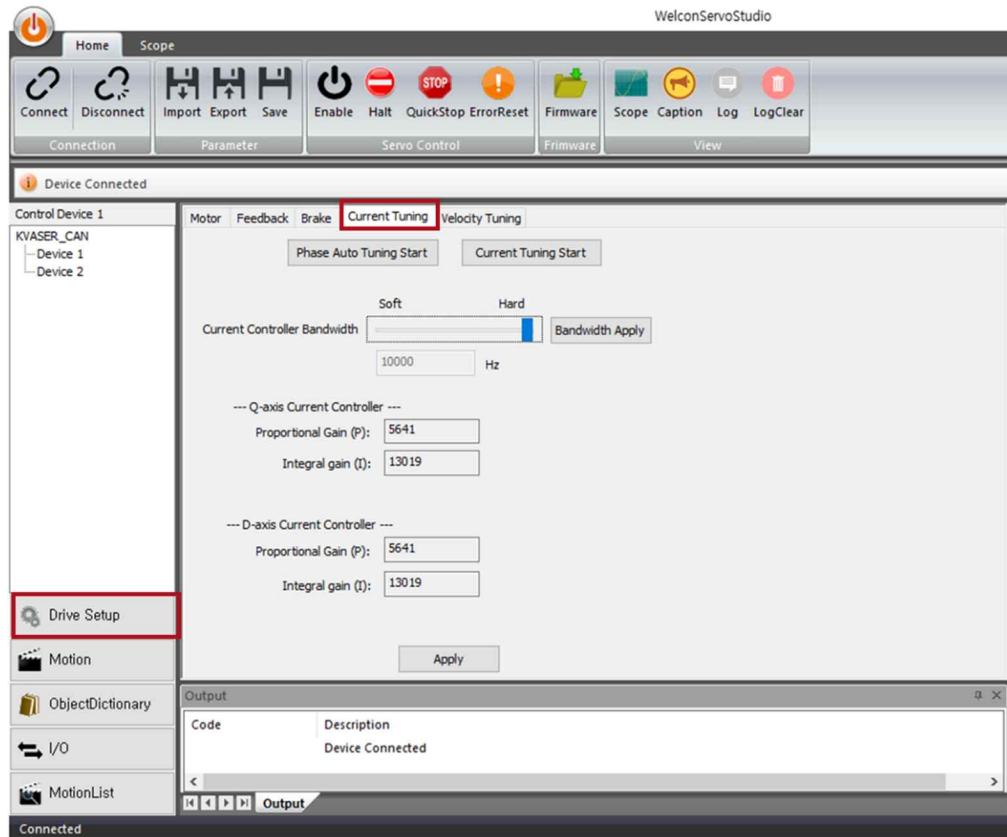 WelconServoStudio
Home Scope
Connect Disconnect Import Export Save Enable Halt QuickStop ErrorReset Firmware Scope Caption Log LogClear
Connection Parameter Servo Control Frimware View
Device Connected
Control Device 1
KVASER_CAN
Device 1
Device 2
Motor Feedback Brake Current Tuning Velocity Tuning
Phase Auto Tuning Start Current Tuning Start
Soft Hard
Current Controller Bandwidth Bandwidth Apply
10000 Hz
--- Q-axis Current Controller ---
Proportional Gain (P): 5641
Integral gain (I): 13019
--- D-axis Current Controller ---
Proportional Gain (P): 5641
Integral gain (I): 13019
Apply
Drive Setup
Motion
ObjectDictionary
I/O
MotionList
Output
Code Description
Device Connected
Output
Connected
STOP